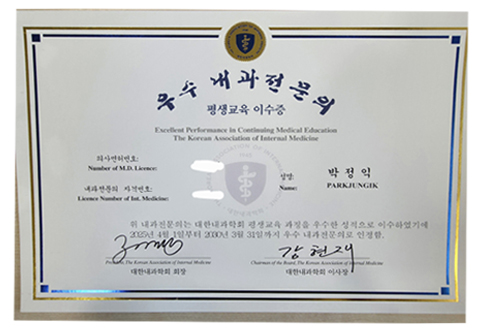 우수 내과전문의
평생교육 이수증
Excellent Performance in Continuing Medical Education
The Korean Association of Internal Medicine
의사면허번호:
Number of M.D. Licence:
성명: 박정익
Name: PARKJUNGIK
내과전문의 자격번호:
Licence Number of Int. Medicine:
위 내과전문의는 대한내과학회 평생교육 과정을 우수한 성적으로 이수하였기에
2025년 4월 1일부터 2030년 3월 31일까지 우수 내과전문의로 인정함.
President, The Korean Association of Internal Medicine
대한내과학회 회장
강현재
Chairman of the Board, The Korean Association of Internal Medicine
대한내과학회 이사장